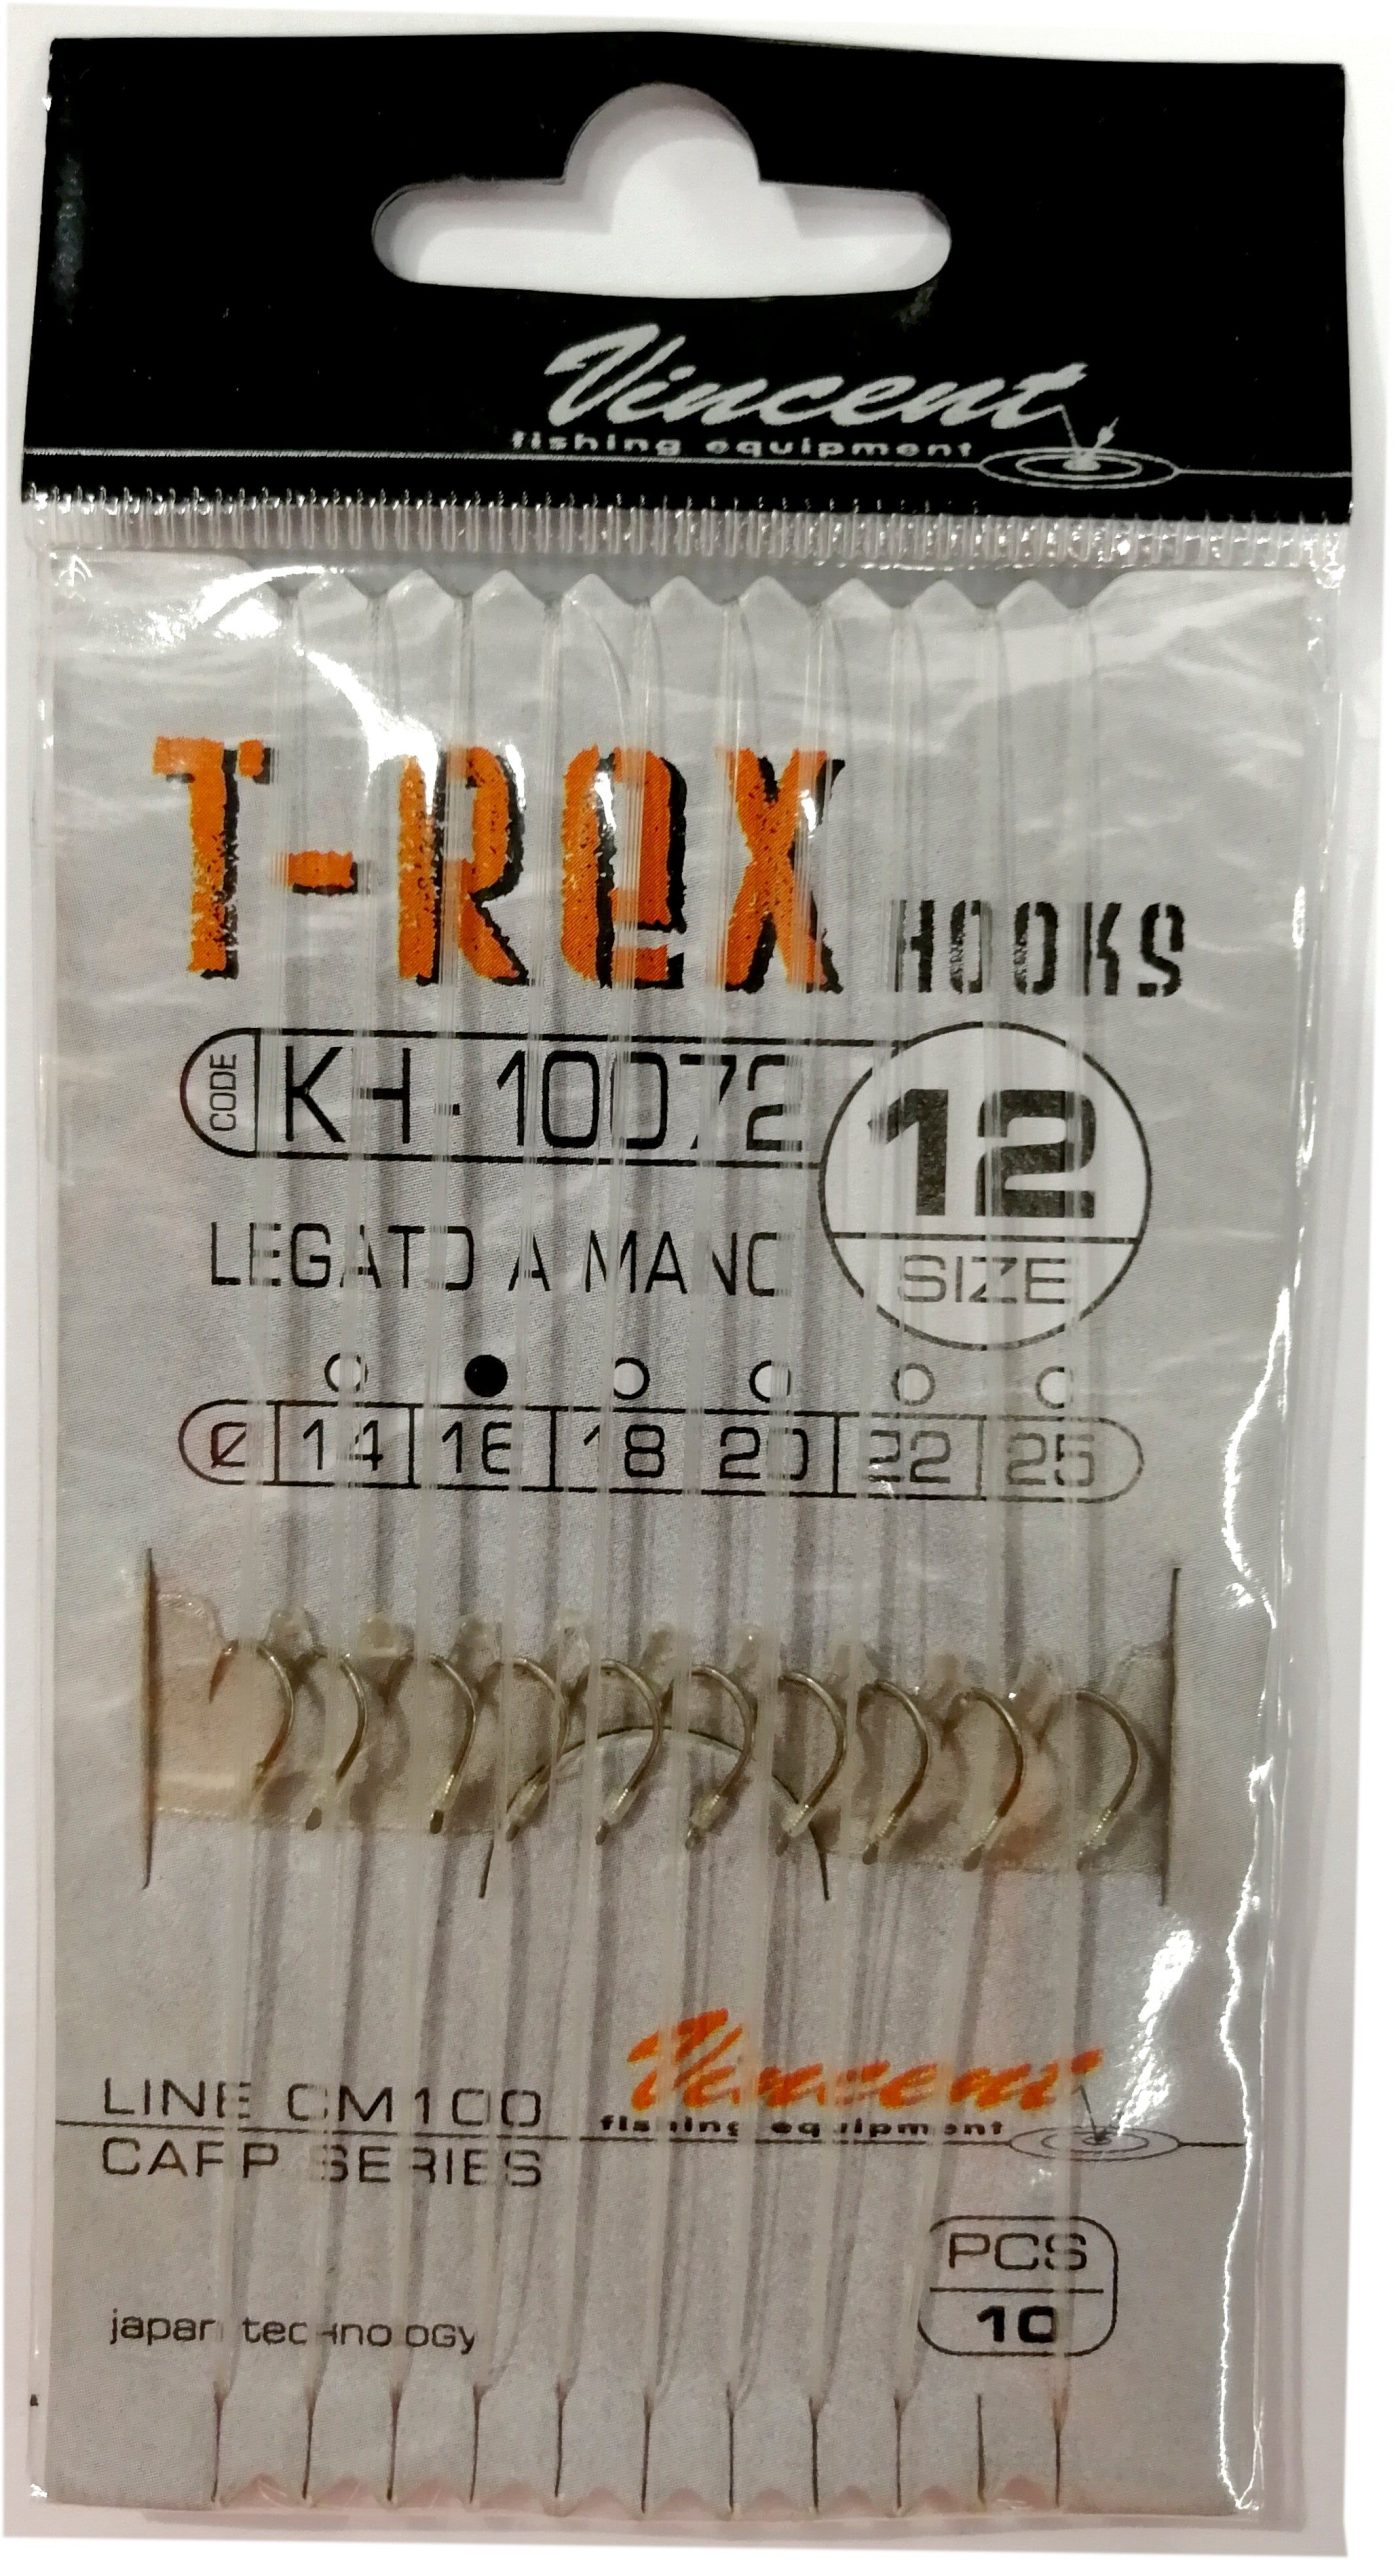 Vincent
fishing equipment
T-ReX HOOKS
CODE KH-10072 12
SIZE
LEGATO A MANO
Ø 14 16 18 20 22 25
LINE CM100
CARP SERIES
Vincent
fishing equipment
PCS
10
japan technology